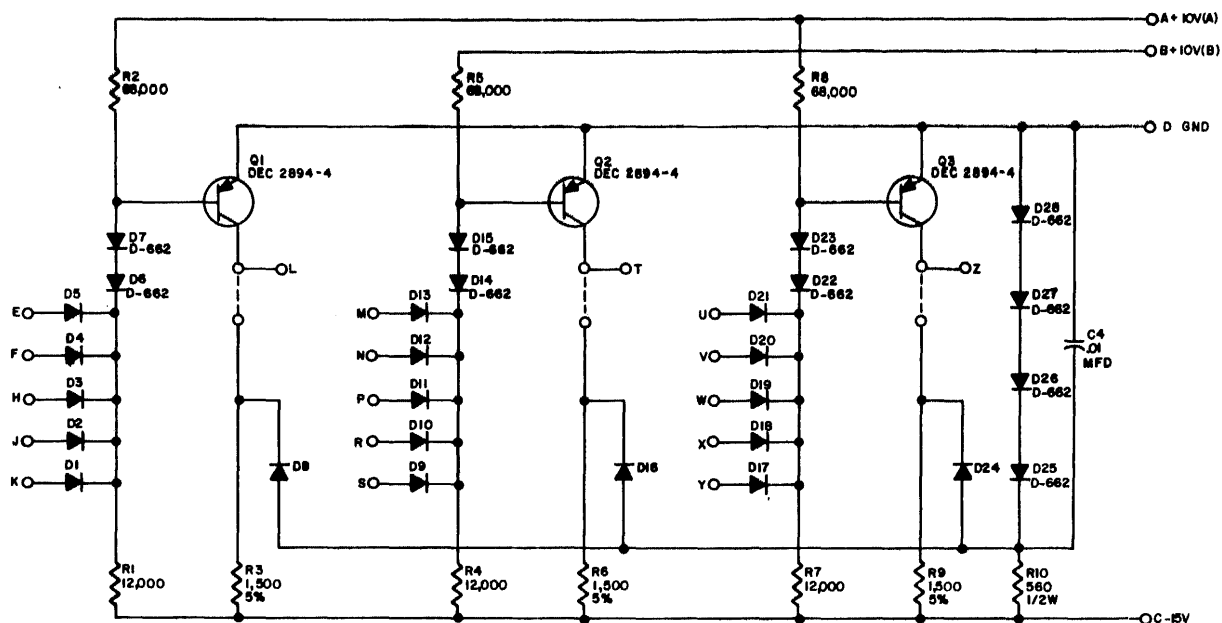 A+10V(A)
B+10V(B)
R2
68,000
R5
68,000
R8
68,000
D GND
Q1
DEC 2894-4
Q2
DEC 2894-4
Q3
DEC 2894-4
D7
D-662
D15
D-662
D23
D-662
D28
D-662
L
T
Z
D6
D-662
D14
D-662
D22
D-662
D27
D-662
E
D5
M
D13
U
D21
F
D4
N
D12
V
D20
C4
.01
MFD
H
D3
P
D11
W
D19
D26
D-662
J
D2
R
D10
X
D18
K
D1
D8
S
D9
D16
Y
D17
D24
D25
D-662
R1
12,000
R3
1,500
5%
R4
12,000
R6
1,500
5%
R7
12,000
R9
1,500
5%
R10
560
1/2W
C-15V